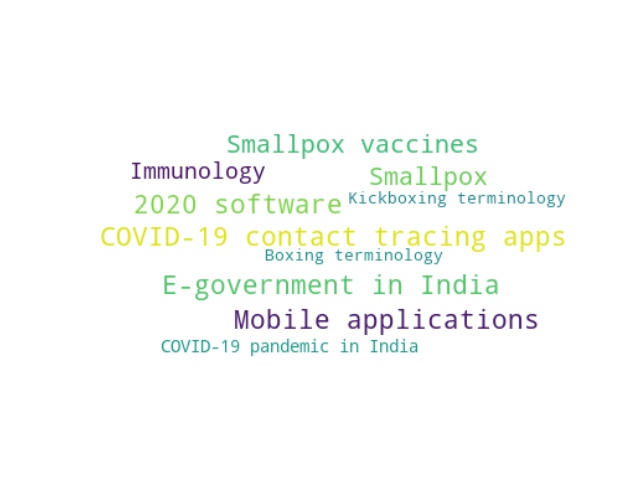 Smallpox vaccines
Immunology
Smallpox
2020 software
Kickboxing terminology
COVID-19 contact tracing apps
Boxing terminology
E-government in India
Mobile applications
COVID-19 pandemic in India